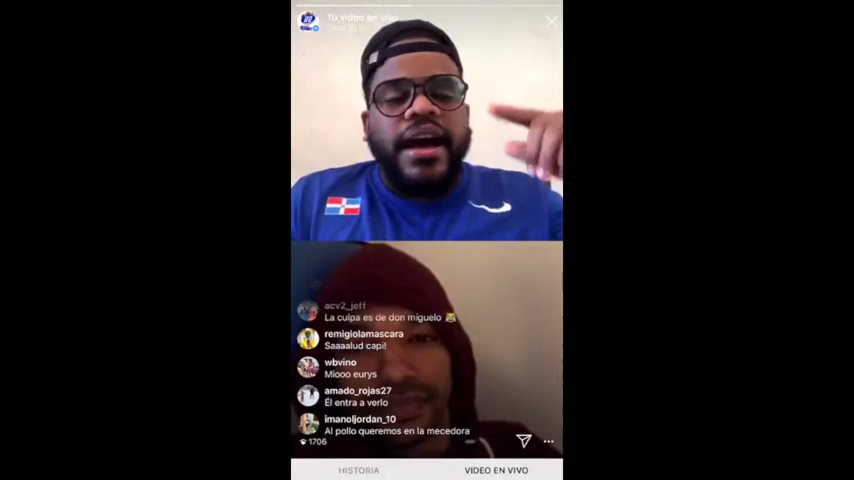 Tu video en vivo
acv2_jeff
La culpa es de don miguelo
remigiolamascara
Saaaalud capi!
wbvino
Miooo eurys
amado_rojas27
Él entra a verlo
imanoljordan_10
Al pollo queremos en la mecedora
1706
HISTORIA
VIDEO EN VIVO